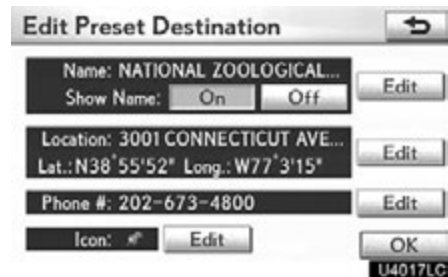 Edit Preset Destination
Name: NATIONAL ZOOLOGICAL...
Show Name: On Off
Edit
Location: 3001 CONNECTICUT AVE...
Lat.:N38°55'52" Long.:W77°3'15"
Edit
Phone #: 202-673-4800
Edit
Icon: Edit
OK
U4017LC